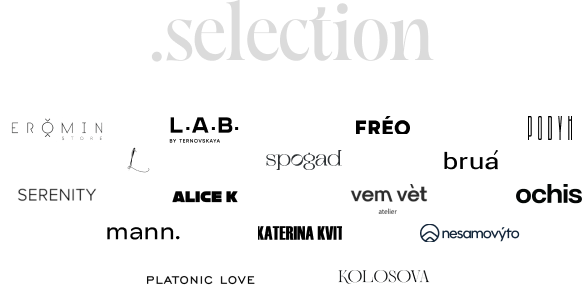 .selection
ERŎMIN
STORE
L.A.B.
BY TERNOVSKAYA
FRÉO
L
spogad
bruá
SERENITY
ALICE K
vem vèt
atelier
ochis
mann.
KATERINA KVIT
nesamovýto
PLATONIC LOVE
KOLOSOVA